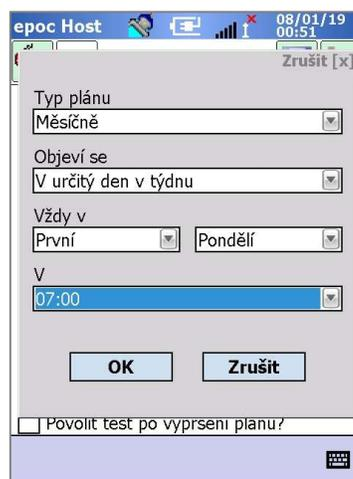 epoc Host
08/01/19
00:51
Zrušit [x]
Typ plánu
Měsíčně
Objeví se
V určitý den v týdnu
Vždy v
První
Pondělí
V
07:00
OK
Zrušit
Povolit test po vypršení plánu?